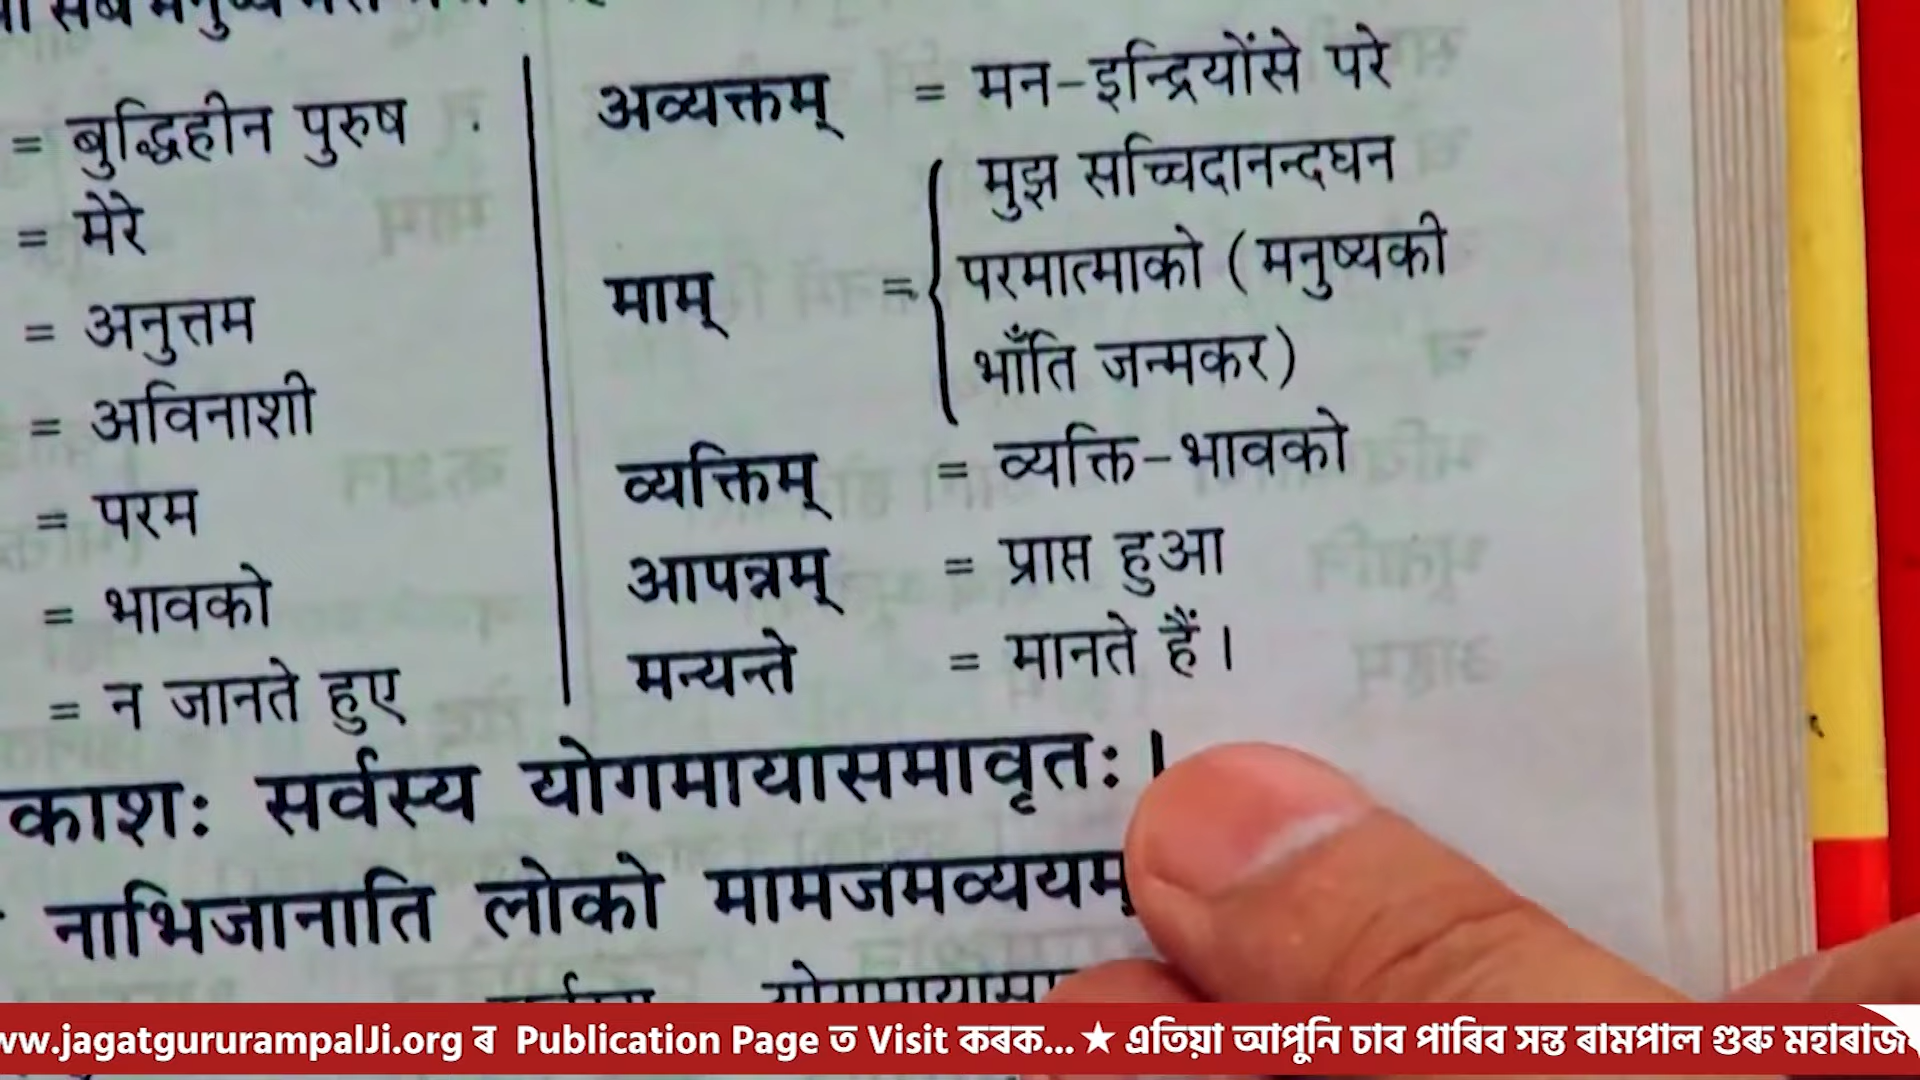 = बुद्धिहीन पुरुष
= मेरे
= अनुत्तम
= अविनाशी
= परम
= भावको
= न जानते हुए
अव्यक्तम् = मन-इन्द्रियोंसे परे
माम् = मुझ सच्चिदानन्दघन
परमात्माको (मनुष्यकी
भाँति जन्मकर)
व्यक्तिम् = व्यक्ति-भावको
आपन्नम् = प्राप्त हुआ
मन्यन्ते = मानते हैं।
काशः सर्वस्य योगमायासमावृतः।
नाभिजानाति लोको मामजमव्ययम्
ww.jagatgururampalJi.org ৰ Publication Page ত Visit কৰক... ★ এতিয়া আপুনি চাব পাৰিব সন্ত ৰামপাল গুৰু মহাৰাজ